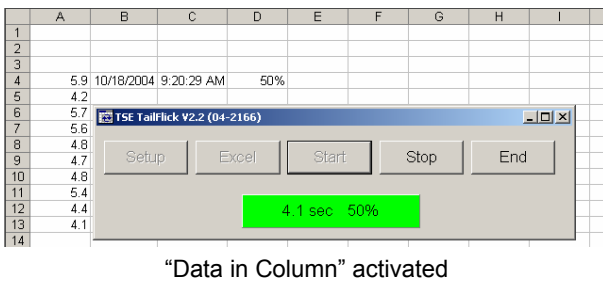 A B C D E F G H I
1
2
3
4 5.9 10/18/2004 9:20:29 AM 50%
5 4.2
6 5.7
TSE TailFlick V2.2 (04-2166)
7 5.6
8 4.8
Setup Excel Start Stop End
9 4.7
10 4.8
11 5.4
12 4.4
4.1 sec 50%
13 4.1
14
“Data in Column” activated